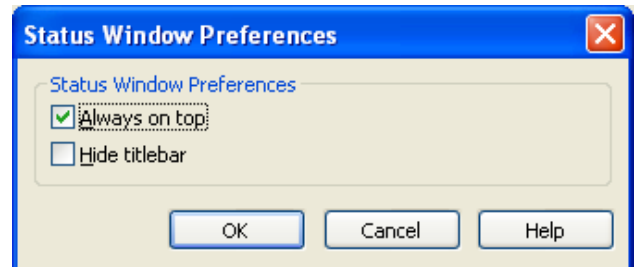 Status Window Preferences
Status Window Preferences
Always on top
Hide titlebar
OK Cancel Help